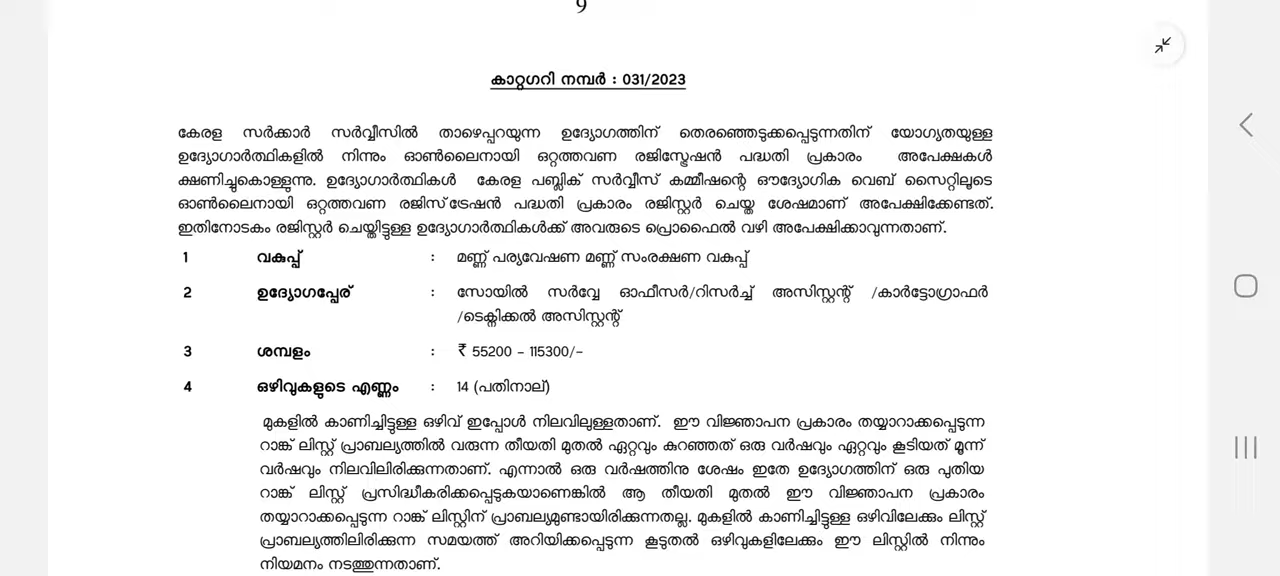 9
കാറ്റഗറി നമ്പർ : 031/2023
കേരള സർക്കാർ സർവ്വീസിൽ താഴെപ്പറയുന്ന ഉദ്യോഗത്തിന് തെരഞ്ഞെടുക്കപ്പെടുന്നതിന് യോഗ്യതയുള്ള
ഉദ്യോഗാർത്ഥികളിൽ നിന്നും ഓൺലൈനായി ഒറ്റത്തവണ രജിസ്ട്രേഷൻ പദ്ധതി പ്രകാരം അപേക്ഷകൾ
ക്ഷണിച്ചുകൊള്ളുന്നു. ഉദ്യോഗാർത്ഥികൾ കേരള പബ്ലിക് സർവ്വീസ് കമ്മീഷന്റെ ഔദ്യോഗിക വെബ് സൈറ്റിലൂടെ
ഓൺലൈനായി ഒറ്റത്തവണ രജിസ്ട്രേഷൻ പദ്ധതി പ്രകാരം രജിസ്റ്റർ ചെയ്ത ശേഷമാണ് അപേക്ഷിക്കേണ്ടത്.
ഇതിനോടകം രജിസ്റ്റർ ചെയ്തിട്ടുള്ള ഉദ്യോഗാർത്ഥികൾക്ക് അവരുടെ പ്രൊഫൈൽ വഴി അപേക്ഷിക്കാവുന്നതാണ്.
1 വകുപ്പ് : മണ്ണ് പര്യവേഷണ മണ്ണ് സംരക്ഷണ വകുപ്പ്
2 ഉദ്യോഗപ്പേര് : സോയിൽ സർവ്വേ ഓഫീസർ/റിസർച്ച് അസിസ്റ്റന്റ് /കാർട്ടോഗ്രാഫർ
/ടെക്നിക്കൽ അസിസ്റ്റന്റ്
3 ശമ്പളം : ₹ 55200 – 115300/–
4 ഒഴിവുകളുടെ എണ്ണം : 14 (പതിനാല്)
മുകളിൽ കാണിച്ചിട്ടുള്ള ഒഴിവ് ഇപ്പോൾ നിലവിലുള്ളതാണ്. ഈ വിജ്ഞാപന പ്രകാരം തയ്യാറാക്കപ്പെടുന്ന
റാങ്ക് ലിസ്റ്റ് പ്രാബല്യത്തിൽ വരുന്ന തീയതി മുതൽ ഏറ്റവും കുറഞ്ഞത് ഒരു വർഷവും ഏറ്റവും കൂടിയത് മൂന്ന്
വർഷവും നിലവിലിരിക്കുന്നതാണ്. എന്നാൽ ഒരു വർഷത്തിനു ശേഷം ഇതേ ഉദ്യോഗത്തിന് ഒരു പുതിയ
റാങ്ക് ലിസ്റ്റ് പ്രസിദ്ധീകരിക്കപ്പെടുകയാണെങ്കിൽ ആ തീയതി മുതൽ ഈ വിജ്ഞാപന പ്രകാരം
തയ്യാറാക്കപ്പെടുന്ന റാങ്ക് ലിസ്റ്റിന് പ്രാബല്യമുണ്ടായിരിക്കുന്നതല്ല. മുകളിൽ കാണിച്ചിട്ടുള്ള ഒഴിവിലേക്കും ലിസ്റ്റ്
പ്രാബല്യത്തിലിരിക്കുന്ന സമയത്ത് അറിയിക്കപ്പെടുന്ന കൂടുതൽ ഒഴിവുകളിലേക്കും ഈ ലിസ്റ്റിൽ നിന്നും
നിയമനം നടത്തുന്നതാണ്.